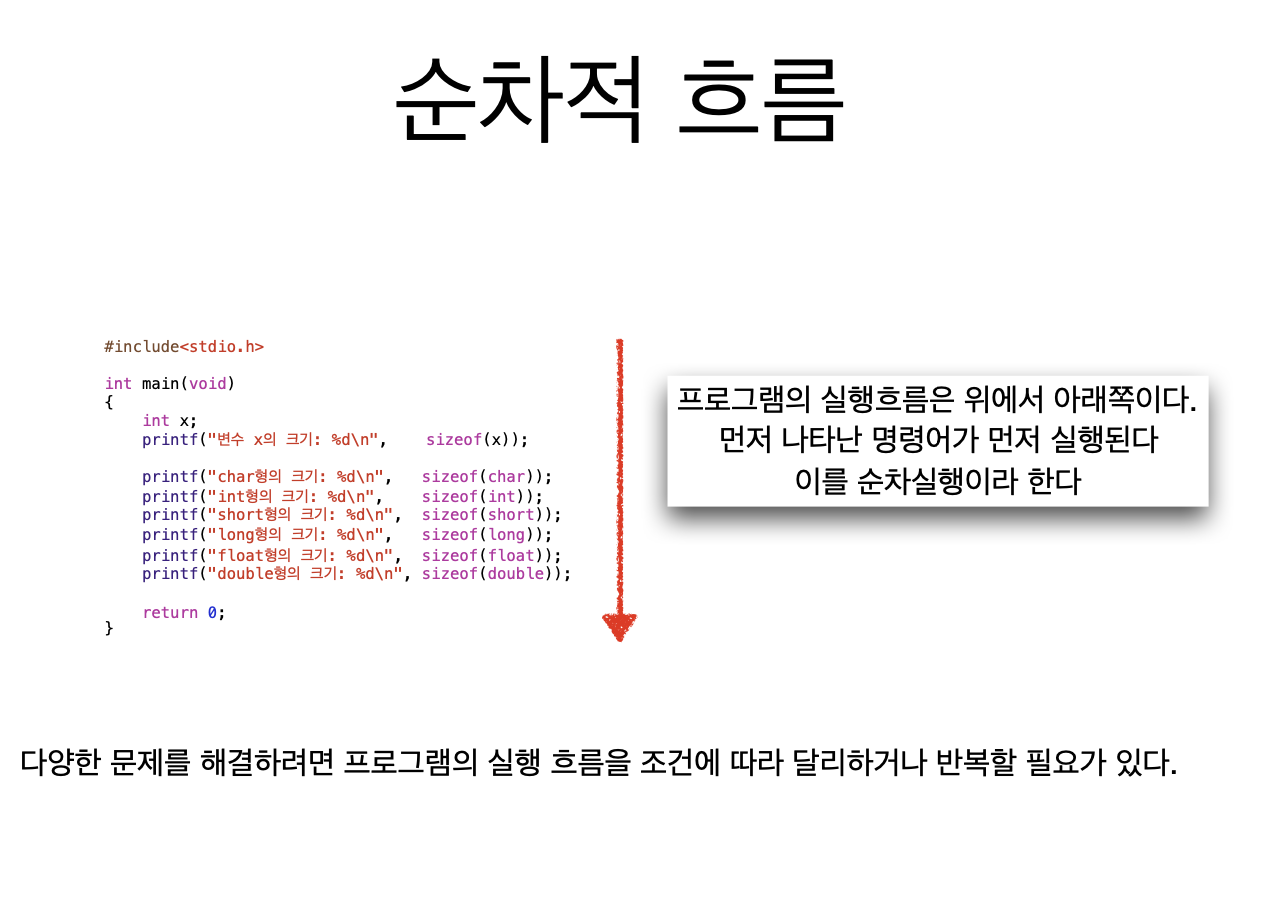 순차적 흐름
#include<stdio.h>
int main(void)
{
int x;
printf("변수 x의 크기: %d\n", sizeof(x));
printf("char형의 크기: %d\n", sizeof(char));
printf("int형의 크기: %d\n", sizeof(int));
printf("short형의 크기: %d\n", sizeof(short));
printf("long형의 크기: %d\n", sizeof(long));
printf("float형의 크기: %d\n", sizeof(float));
printf("double형의 크기: %d\n", sizeof(double));
return 0;
}
프로그램의 실행흐름은 위에서 아래쪽이다.
먼저 나타난 명령어가 먼저 실행된다
이를 순차실행이라 한다
다양한 문제를 해결하려면 프로그램의 실행 흐름을 조건에 따라 달리하거나 반복할 필요가 있다.